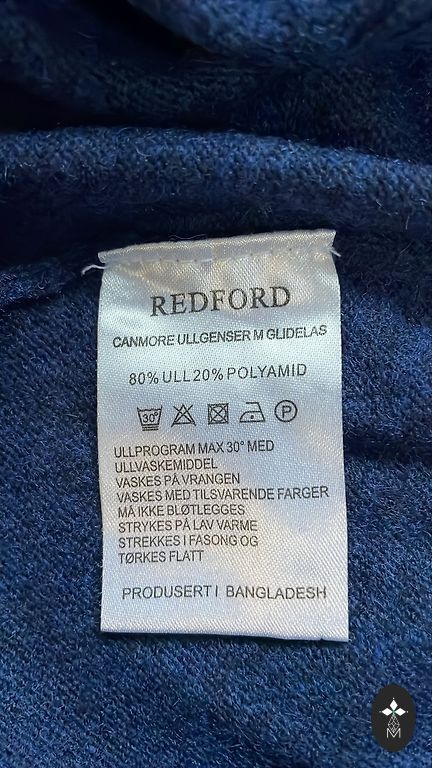 REDFORD
CANMORE ULLGENSER M GLIDELAS
80% ULL 20% POLYAMID
30° P
ULLPROGRAM MAX 30° MED
ULLVASKEMIDDEL
VASKES PÅ VRANGEN
VASKES MED TILSVARENDE FARGER
MÅ IKKE BLØTLEGGES
STRYKES PÅ LAV VARME
STREKKES I FASONG OG
TØRKES FLATT
PRODUSERT I BANGLADESH
M